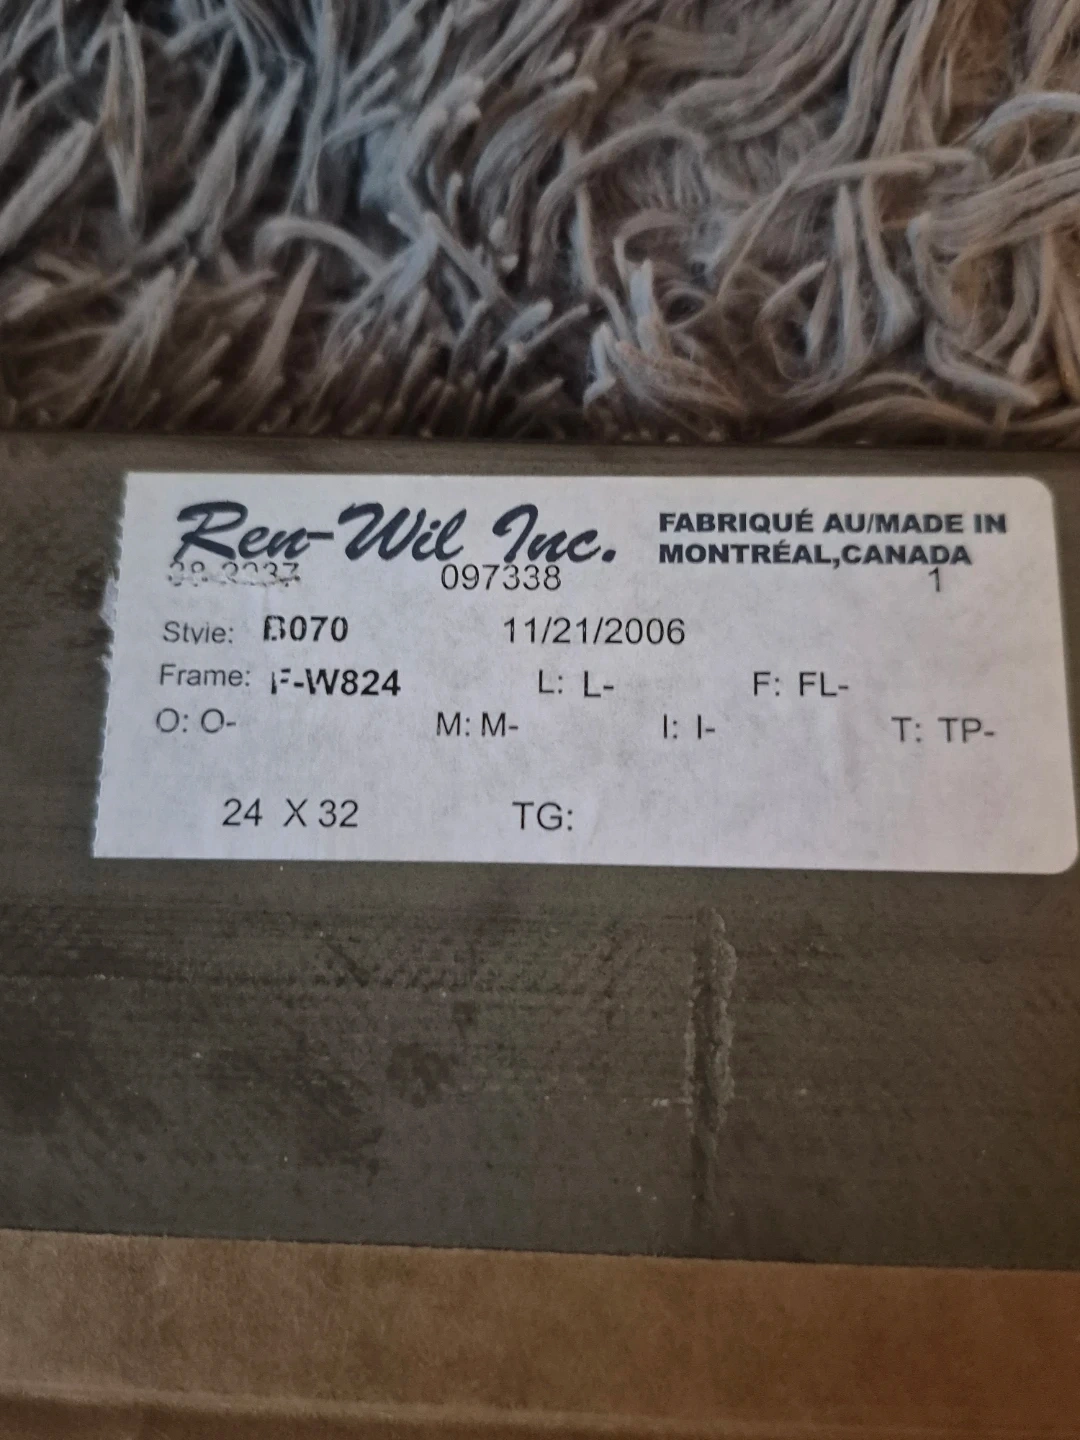 Ren-Wil Inc.
FABRIQUÉ AU/MADE IN
MONTRÉAL,CANADA
097338 1
Style: B070 11/21/2006
Frame: F-W824 L: L- F: FL-
O: O- M: M- I: I- T: TP-
24 X 32 TG: